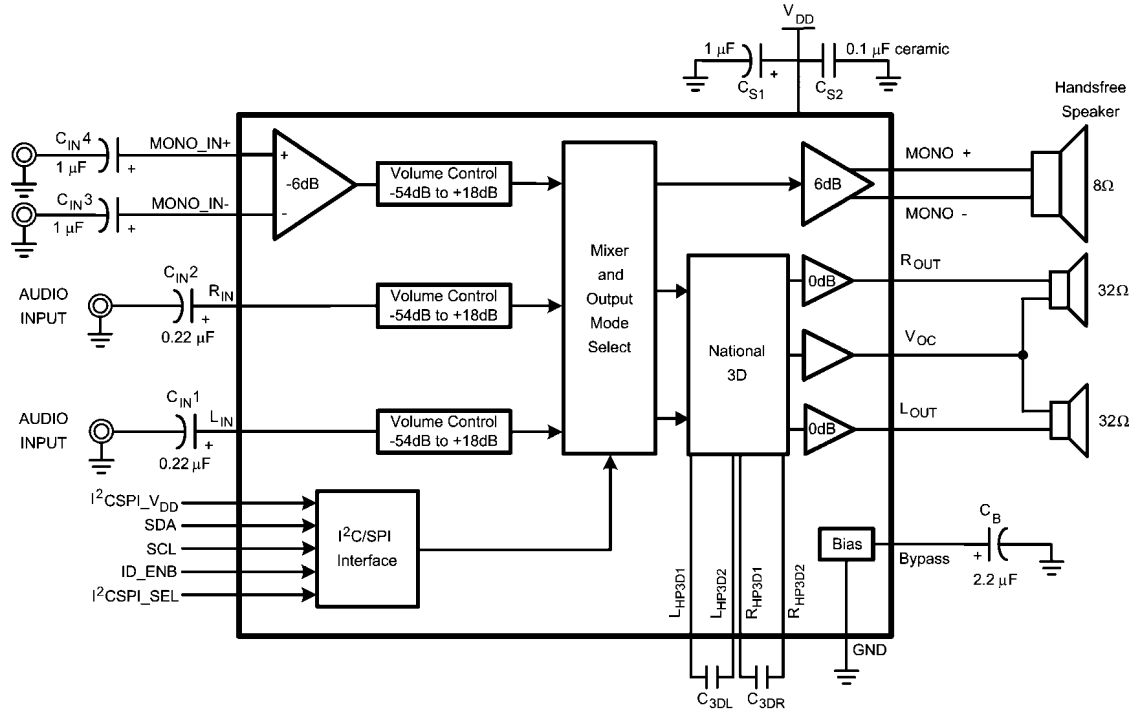 V_DD
1 µF
0.1 µF ceramic
+
C_S1
C_S2
Handsfree
Speaker
C_IN4
MONO_IN+
1 µF
+
C_IN3
MONO_IN-
1 µF
+
+
-6dB
-
Volume Control
-54dB to +18dB
6dB
MONO +
MONO -
8Ω
Mixer
and
Output
Mode
Select
AUDIO
INPUT
C_IN2
R_IN
+
0.22 µF
Volume Control
-54dB to +18dB
National
3D
0dB
R_OUT
32Ω
V_OC
AUDIO
INPUT
C_IN1
L_IN
+
0.22 µF
Volume Control
-54dB to +18dB
0dB
L_OUT
32Ω
I²CSPI_V_DD
SDA
SCL
ID_ENB
I²CSPI_SEL
I²C/SPI
Interface
L_HP3D1
L_HP3D2
R_HP3D1
R_HP3D2
Bias
Bypass
C_B
+
2.2 µF
GND
C_3DL
C_3DR